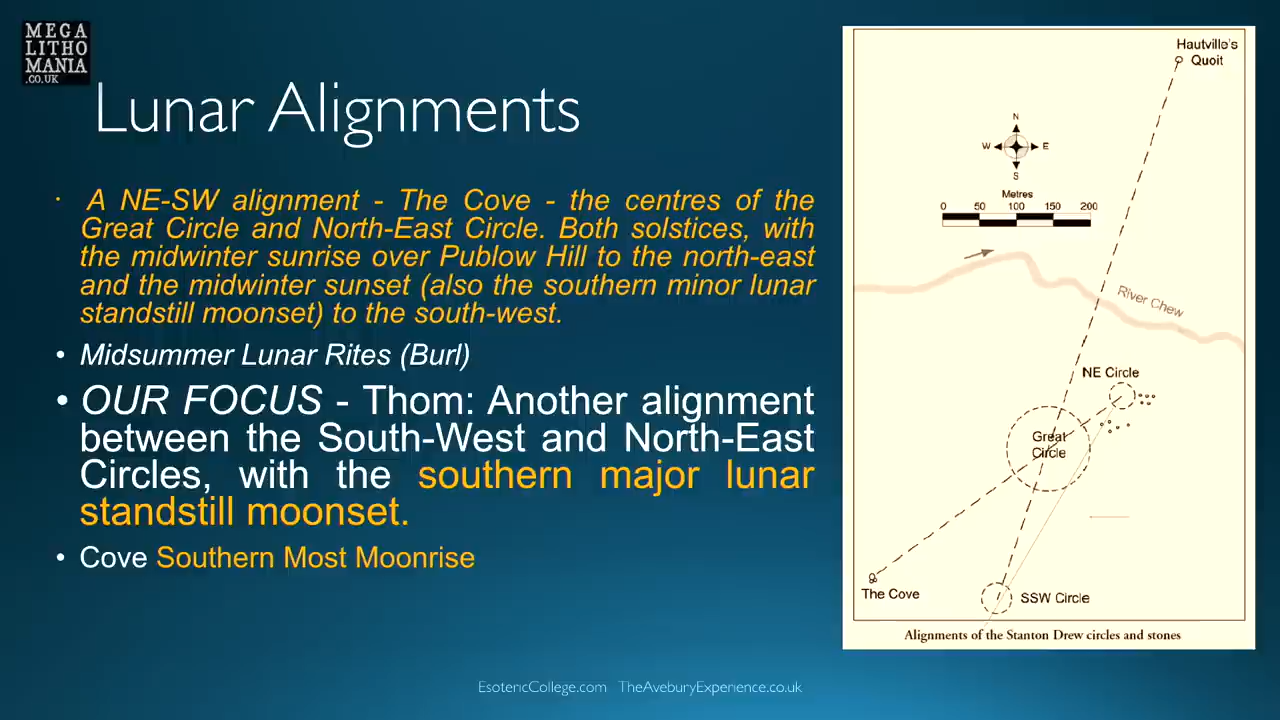 MEGA
LITHO
MANIA
.CO.UK
Lunar Alignments
· A NE-SW alignment - The Cove - the centres of the
Great Circle and North-East Circle. Both solstices, with
the midwinter sunrise over Publow Hill to the north-east
and the midwinter sunset (also the southern minor lunar
standstill moonset) to the south-west.
• Midsummer Lunar Rites (Burl)
• OUR FOCUS - Thom: Another alignment
between the South-West and North-East
Circles, with the southern major lunar
standstill moonset.
• Cove Southern Most Moonrise
Hautville's
Quoit
N
W E
S
Metres
0 50 100 150 200
River Chew
NE Circle
Great
Circle
The Cove
SSW Circle
Alignments of the Stanton Drew circles and stones
EsotericCollege.com TheAveburyExperience.co.uk